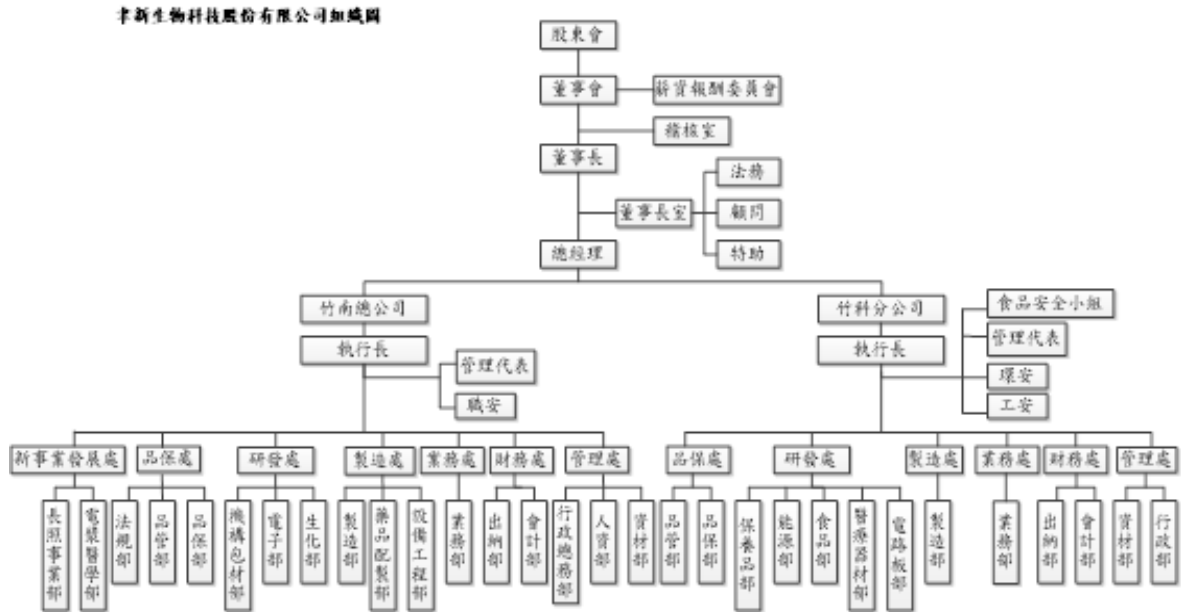 聿新生物科技股份有限公司組織圖
股東會
董事會
薪資報酬委員會
稽核室
董事長
法務
董事長室
顧問
特助
總經理
竹南總公司
竹科分公司
食品安全小組
執行長
執行長
管理代表
管理代表
環安
職安
工安
新事業發展處
品保處
研發處
製造處
業務處
財務處
管理處
品保處
研發處
製造處
業務處
財務處
管理處
長照事業部
電漿醫學部
法規部
品管部
品保部
機構包材部
電子部
生化部
製造部
藥品配製部
設備工程部
業務部
出納部
會計部
行政總務部
人資部
資材部
品管部
品保部
保養品部
能源部
食品部
醫療器材部
電路板部
製造部
業務部
出納部
會計部
資材部
行政部